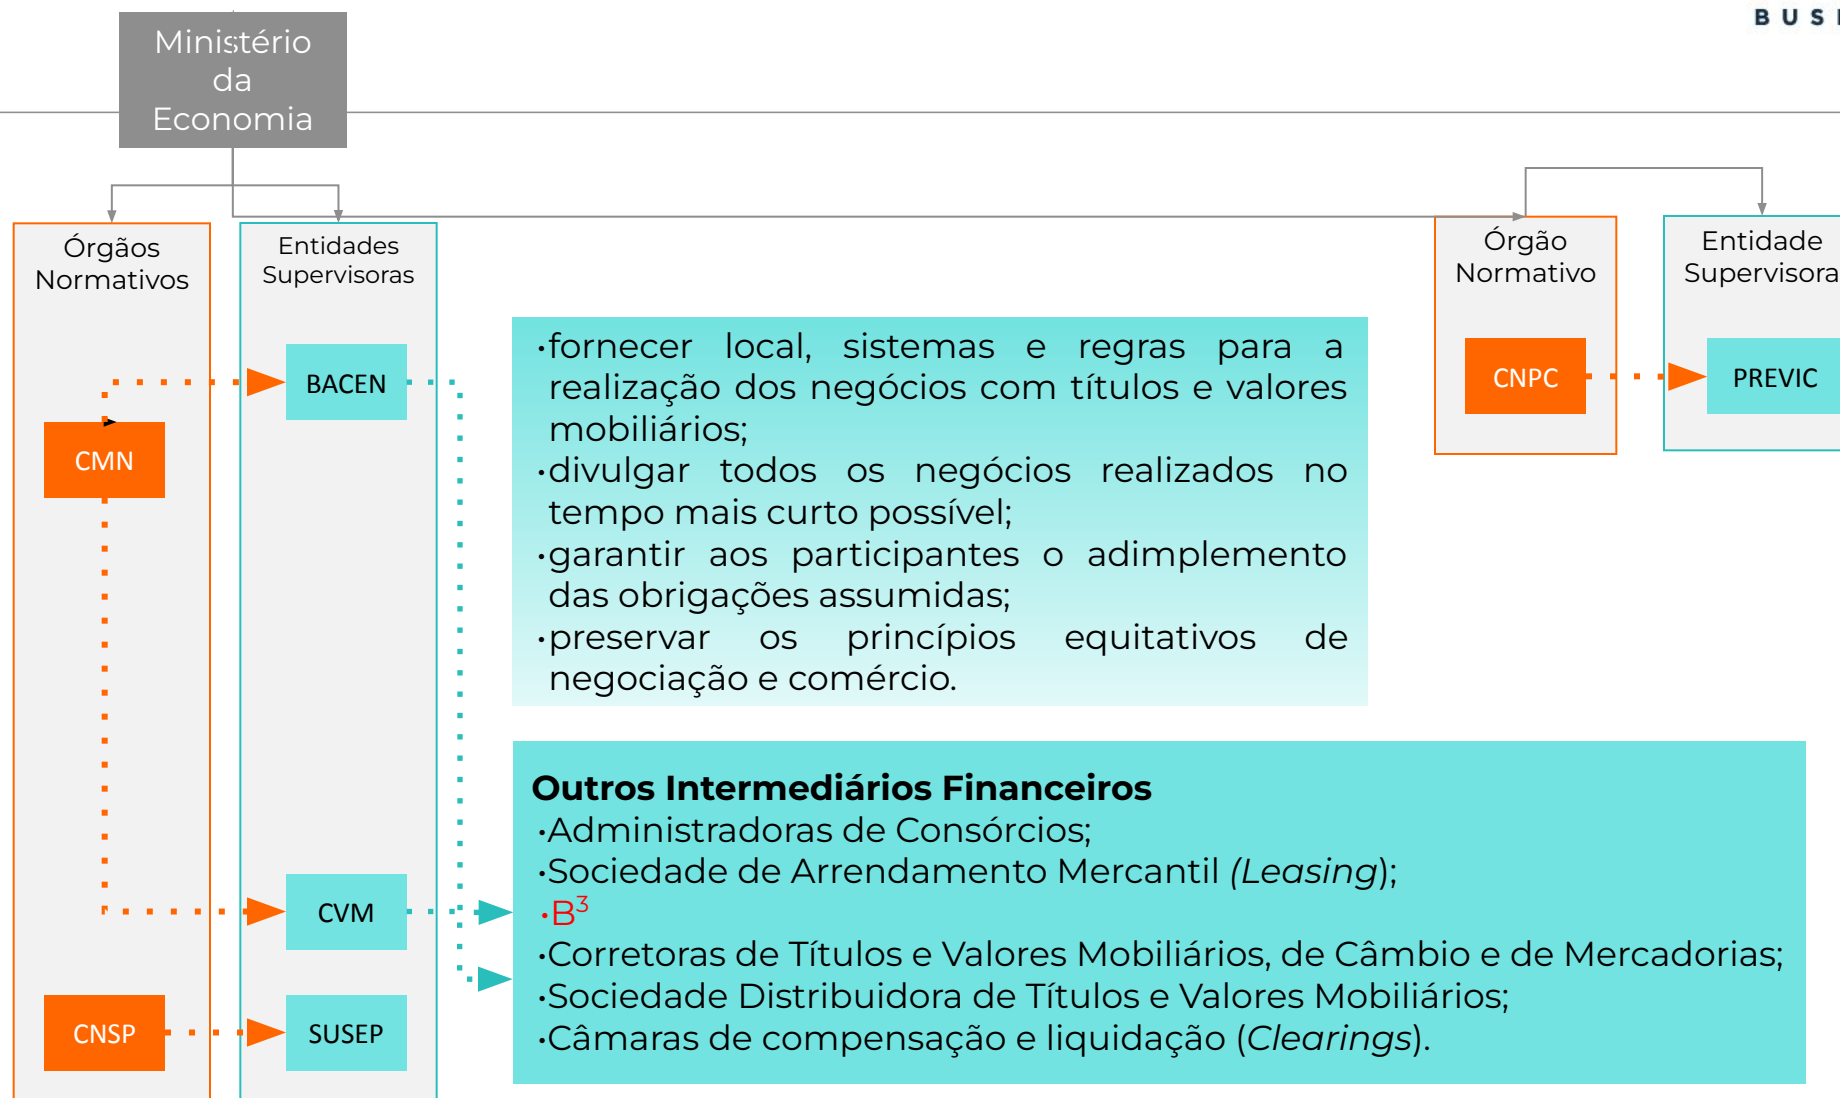 Ministério
da
Economia
Órgãos
Normativos
Entidades
Supervisoras
Órgão
Normativo
Entidade
Supervisora
BACEN
CMN
CVM
CNSP
SUSEP
CNPC
PREVIC
·fornecer local, sistemas e regras para a
realização dos negócios com títulos e valores
mobiliários;
·divulgar todos os negócios realizados no
tempo mais curto possível;
·garantir aos participantes o adimplemento
das obrigações assumidas;
·preservar os princípios equitativos de
negociação e comércio.
Outros Intermediários Financeiros
·Administradoras de Consórcios;
·Sociedade de Arrendamento Mercantil (Leasing);
·B³
·Corretoras de Títulos e Valores Mobiliários, de Câmbio e de Mercadorias;
·Sociedade Distribuidora de Títulos e Valores Mobiliários;
·Câmaras de compensação e liquidação (Clearings).